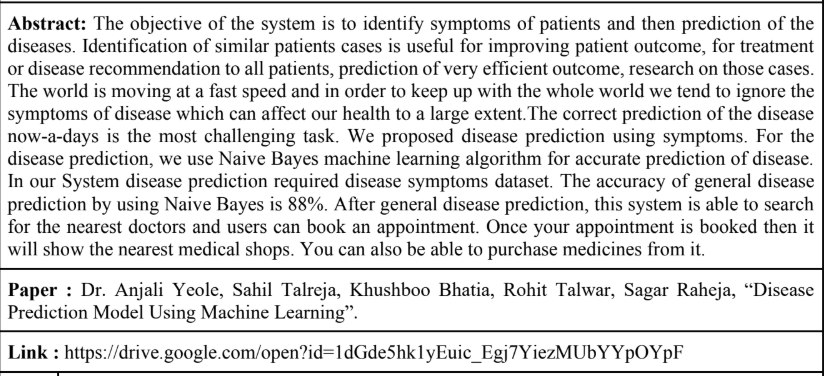 Abstract: The objective of the system is to identify symptoms of patients and then prediction of the
diseases. Identification of similar patients cases is useful for improving patient outcome, for treatment
or disease recommendation to all patients, prediction of very efficient outcome, research on those cases.
The world is moving at a fast speed and in order to keep up with the whole world we tend to ignore the
symptoms of disease which can affect our health to a large extent.The correct prediction of the disease
now-a-days is the most challenging task. We proposed disease prediction using symptoms. For the
disease prediction, we use Naive Bayes machine learning algorithm for accurate prediction of disease.
In our System disease prediction required disease symptoms dataset. The accuracy of general disease
prediction by using Naive Bayes is 88%. After general disease prediction, this system is able to search
for the nearest doctors and users can book an appointment. Once your appointment is booked then it
will show the nearest medical shops. You can also be able to purchase medicines from it.
Paper : Dr. Anjali Yeole, Sahil Talreja, Khushboo Bhatia, Rohit Talwar, Sagar Raheja, “Disease
Prediction Model Using Machine Learning”.
Link : https://drive.google.com/open?id=1dGde5hk1yEuic_Egj7YiezMUbYYpOYpF